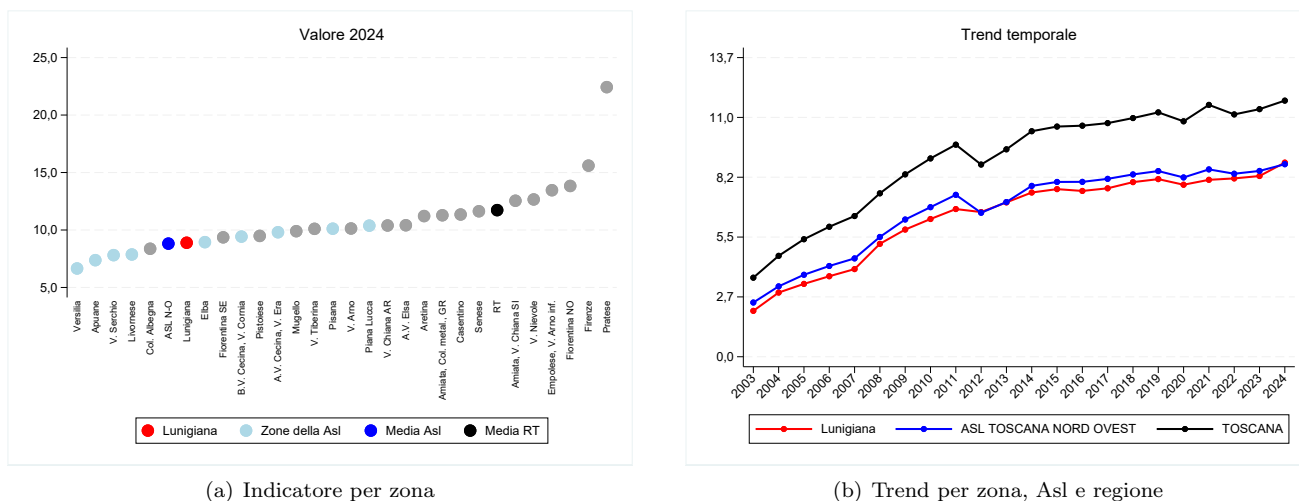 Valore 2024
25,0
20,0
15,0
10,0
5,0
Versilia
Apuane
V. Serchio
Livornese
Col. Albegna
ASL N-O
Lunigiana
Elba
Fiorentina SE
B.V. Cecina, V. Cornia
Pistoiese
A.V. Cecina, V. Era
Mugello
V. Tiberina
Pisana
V. Arno
Piana Lucca
V. Chiana AR
A.V. Elsa
Aretina
Amiata, Col. metal., GR
Casentino
Senese
RT
Amiata, V. Chiana SI
V. Nievole
Empolese, V. Arno inf.
Fiorentina NO
Firenze
Pratese
Lunigiana Zone della Asl Media Asl Media RT
(a) Indicatore per zona
Trend temporale
13,7
11,0
8,2
5,5
2,7
0,0
2003
2004
2005
2006
2007
2008
2009
2010
2011
2012
2013
2014
2015
2016
2017
2018
2019
2020
2021
2022
2023
2024
Lunigiana ASL TOSCANA NORD OVEST TOSCANA
(b) Trend per zona, Asl e regione